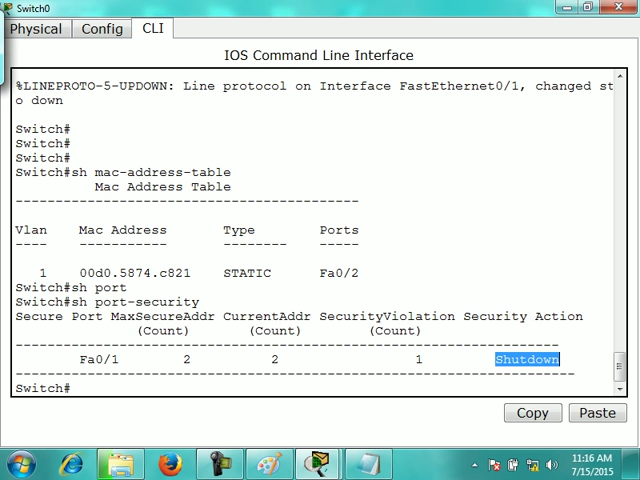 Switch0
Physical Config CLI
IOS Command Line Interface
%LINEPROTO-5-UPDOWN: Line protocol on Interface FastEthernet0/1, changed st
o down
Switch#
Switch#
Switch#
Switch#sh mac-address-table
Mac Address Table
-------------------------------------------
Vlan Mac Address Type Ports
---- ----------- -------- -----
1 00d0.5874.c821 STATIC Fa0/2
Switch#sh port
Switch#sh port-security
Secure Port MaxSecureAddr CurrentAddr SecurityViolation Security Action
(Count) (Count) (Count)
--------------------------------------------------------------------
Fa0/1 2 2 1 Shutdown
----------------------------------------------------------------------
Switch#
Copy Paste
11:16 AM
7/15/2015